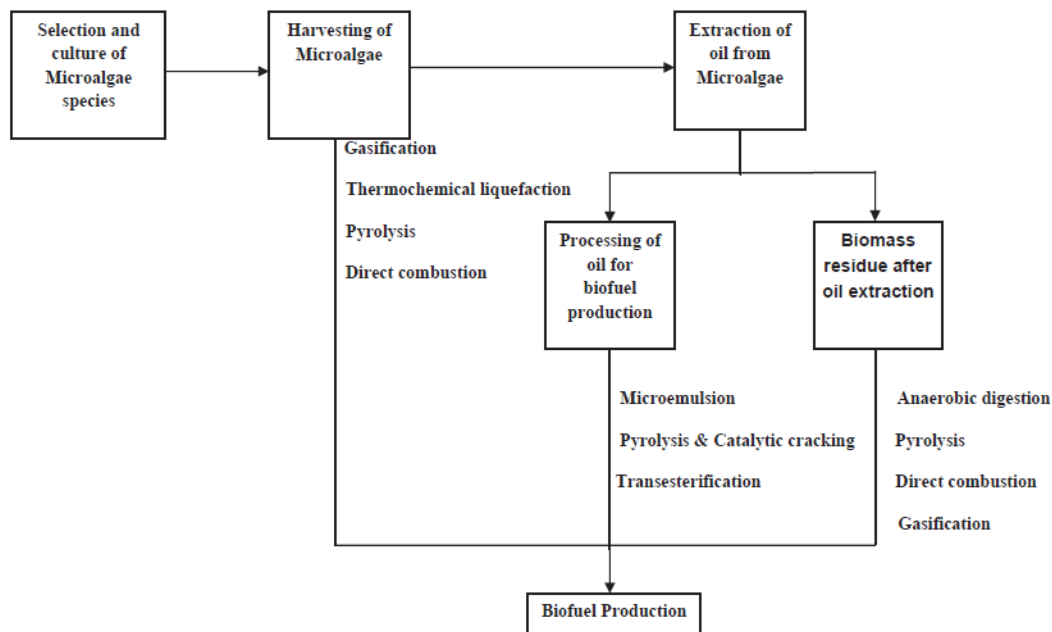 Selection and
culture of
Microalgae
species
Harvesting of
Microalgae
Extraction of
oil from
Microalgae
Gasification
Thermochemical liquefaction
Pyrolysis
Direct combustion
Processing of
oil for
biofuel
production
Biomass
residue after
oil extraction
Microemulsion
Pyrolysis & Catalytic cracking
Transesterification
Anaerobic digestion
Pyrolysis
Direct combustion
Gasification
Biofuel Production